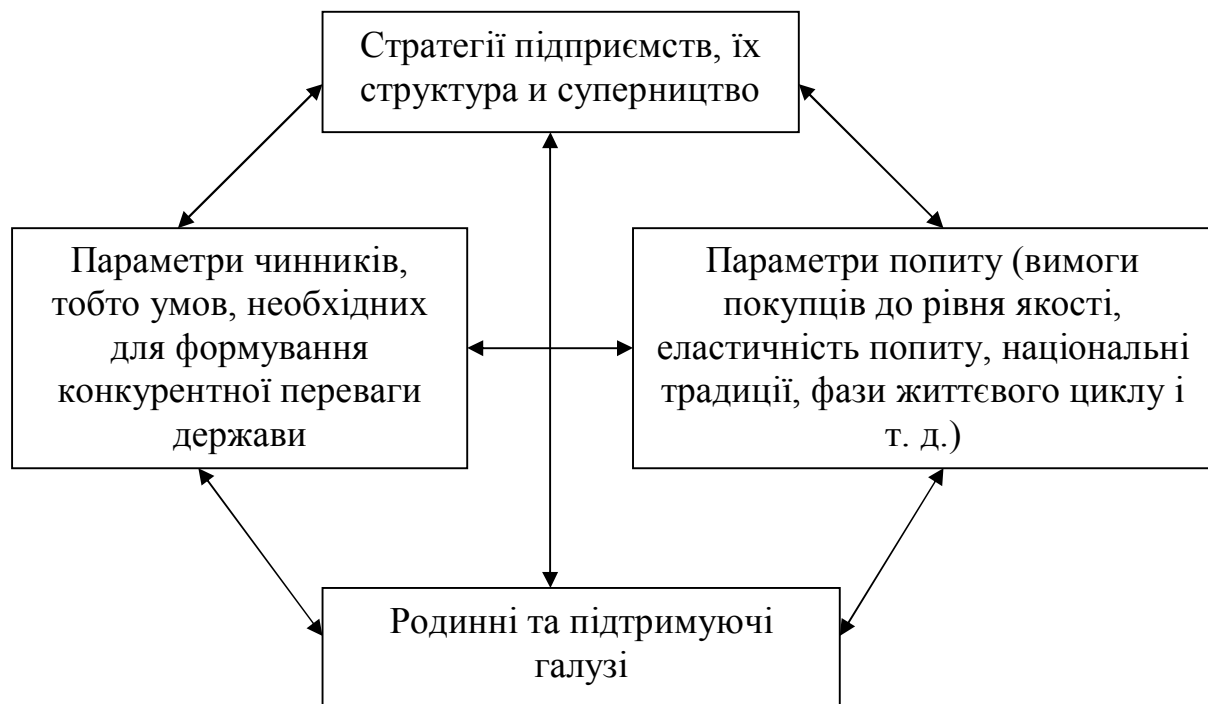 Стратегії підприємств, їх
структура и суперництво
Параметри чинників,
тобто умов, необхідних
для формування
конкурентної переваги
держави
Параметри попиту (вимоги
покупців до рівня якості,
еластичність попиту, національні
традиції, фази життєвого циклу і
т. д.)
Родинні та підтримуючі
галузі